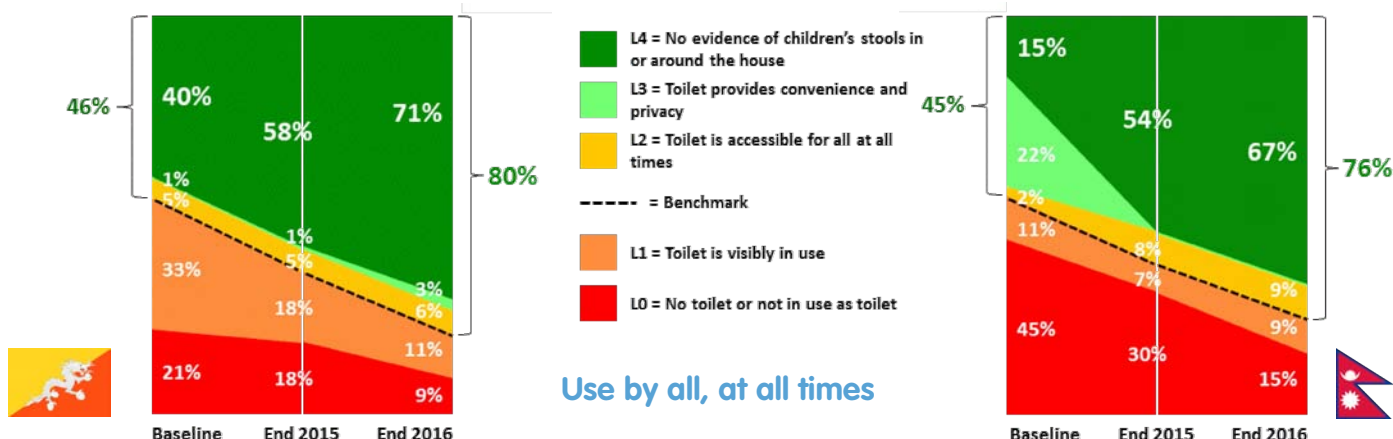 46%
40%
58%
71%
80%
1%
5%
1%
5%
3%
6%
33%
18%
11%
21%
18%
9%
Baseline
End 2015
End 2016
L4 = No evidence of children's stools in
or around the house
L3 = Toilet provides convenience and
privacy
L2 = Toilet is accessible for all at all
times
= Benchmark
L1 = Toilet is visibly in use
L0 = No toilet or not in use as toilet
Use by all, at all times
45%
15%
54%
67%
76%
22%
2%
8%
9%
11%
7%
9%
45%
30%
15%
Baseline
End 2015
End 2016